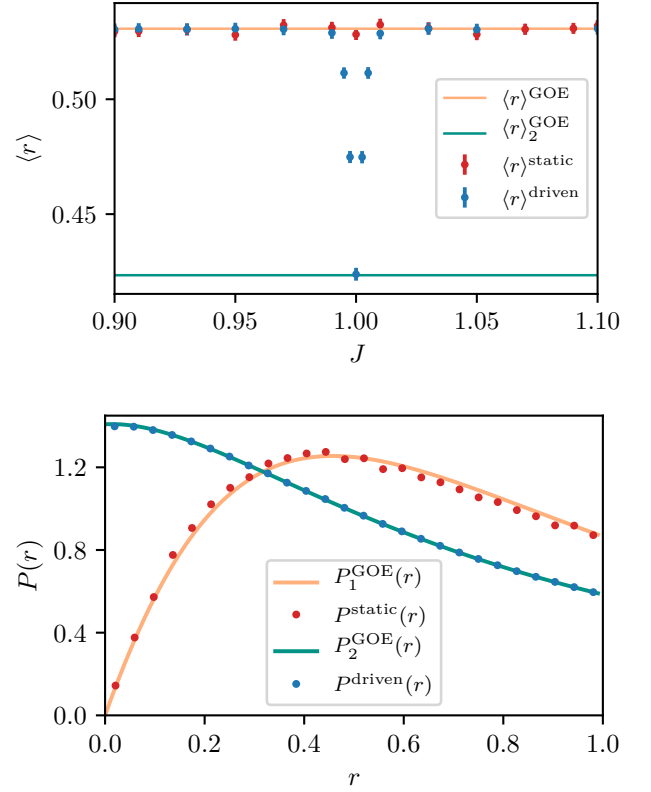 0.50
0.45
⟨r⟩
⟨r⟩^GOE
⟨r⟩_2^GOE
⟨r⟩^static
⟨r⟩^driven
0.90 0.95 1.00 1.05 1.10
J
1.2
0.8
0.4
0.0
P(r)
P_1^GOE(r)
P^static(r)
P_2^GOE(r)
P^driven(r)
0.0 0.2 0.4 0.6 0.8 1.0
r